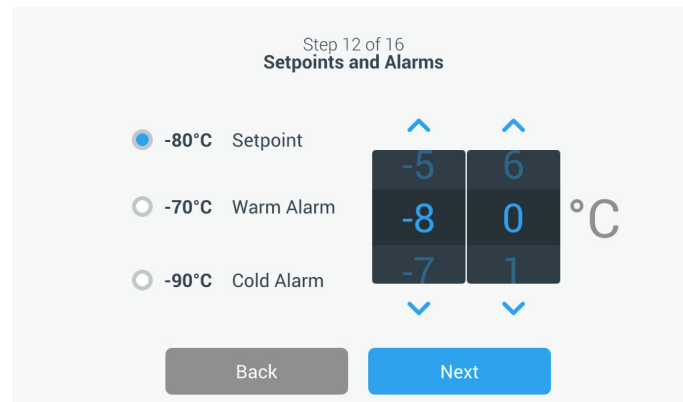 Step 12 of 16
Setpoints and Alarms
-80°C Setpoint
-70°C Warm Alarm
-90°C Cold Alarm
-5 6
-8 0 °C
-7 1
Back Next